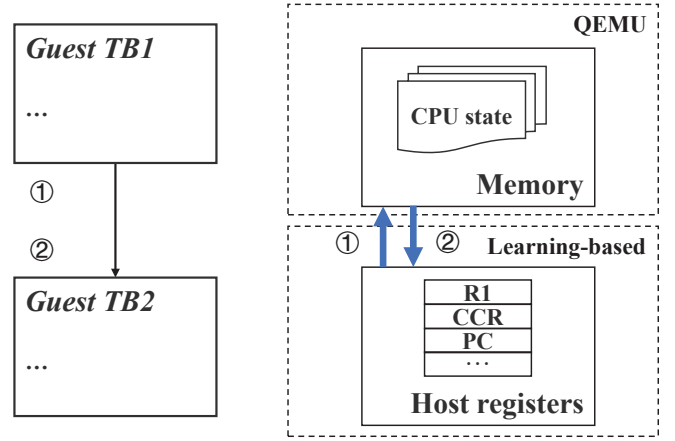 Guest TB1
...
①
②
Guest TB2
...
QEMU
CPU state
Memory
① ②
Learning-based
R1
CCR
PC
...
Host registers